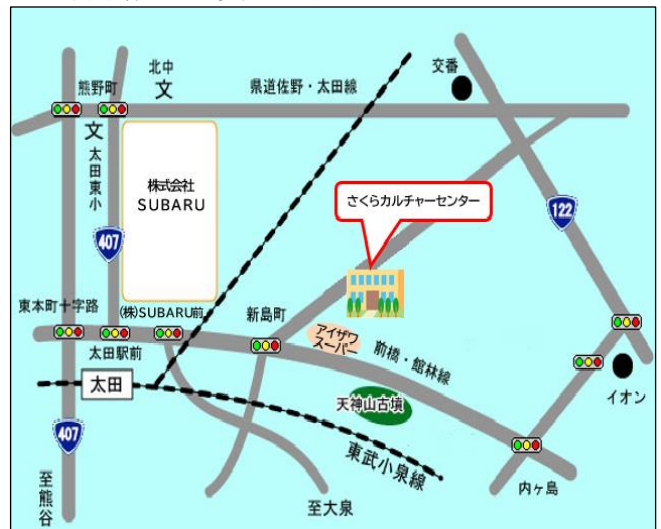 北中
文
熊野町
県道佐野・太田線
交番
文
太田東小
株式会社
SUBARU
さくらカルチャーセンター
122
407
東本町十字路
(株)SUBARU前
新島町
太田駅前
アイザワ
スーパー
前橋・館林線
太田
イオン
天神山古墳
407
東武小泉線
至熊谷
内ヶ島
至大泉